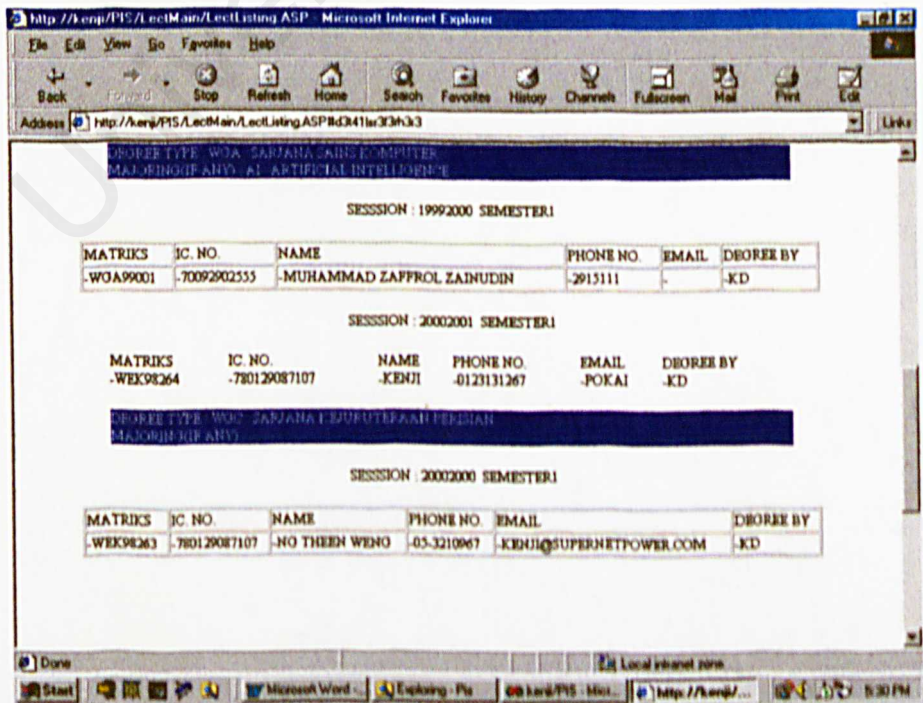 http://kenji/PIS/LectMain/LectListing.ASP - Microsoft Internet Explorer
File Edit View Go Favorites Help
Back Forward Stop Refresh Home Search Favorites History Channels Fullscreen Mail Print Edit
Address Links
DEGREE TYPE WGA SARJANA SAINS KOMPUTER
MAJORING(IF ANY) AI ARTIFICIAL INTELLIGENCE
SESSSION : 19992000 SEMESTER1
MATRIKS IC. NO. NAME PHONE NO. EMAIL DEGREE BY
-WGA99001 -70092902555 -MUHAMMAD ZAFFROL ZAINUDIN -2915111 - -KD
SESSSION : 20002001 SEMESTER1
MATRIKS IC. NO. NAME PHONE NO. EMAIL DEGREE BY
-WEK98264 -780129087107 -KENJI -0123131267 -POKAI -KD
DEGREE TYPE WGC SARJANA KEJURUTERAAN PERISIAN
MAJORING(IF ANY)
SESSSION : 20002000 SEMESTER1
MATRIKS IC. NO. NAME PHONE NO. EMAIL DEGREE BY
-WEK98263 -780129087107 -NG THEEN WENG -05-3210967 -KENJI@SUPERNETPOWER.COM -KD
Done Local intranet zone
Start Microsoft Word - ... Exploring - Pis kenji/PIS - Micr... http://kenji/... 5:30 PM